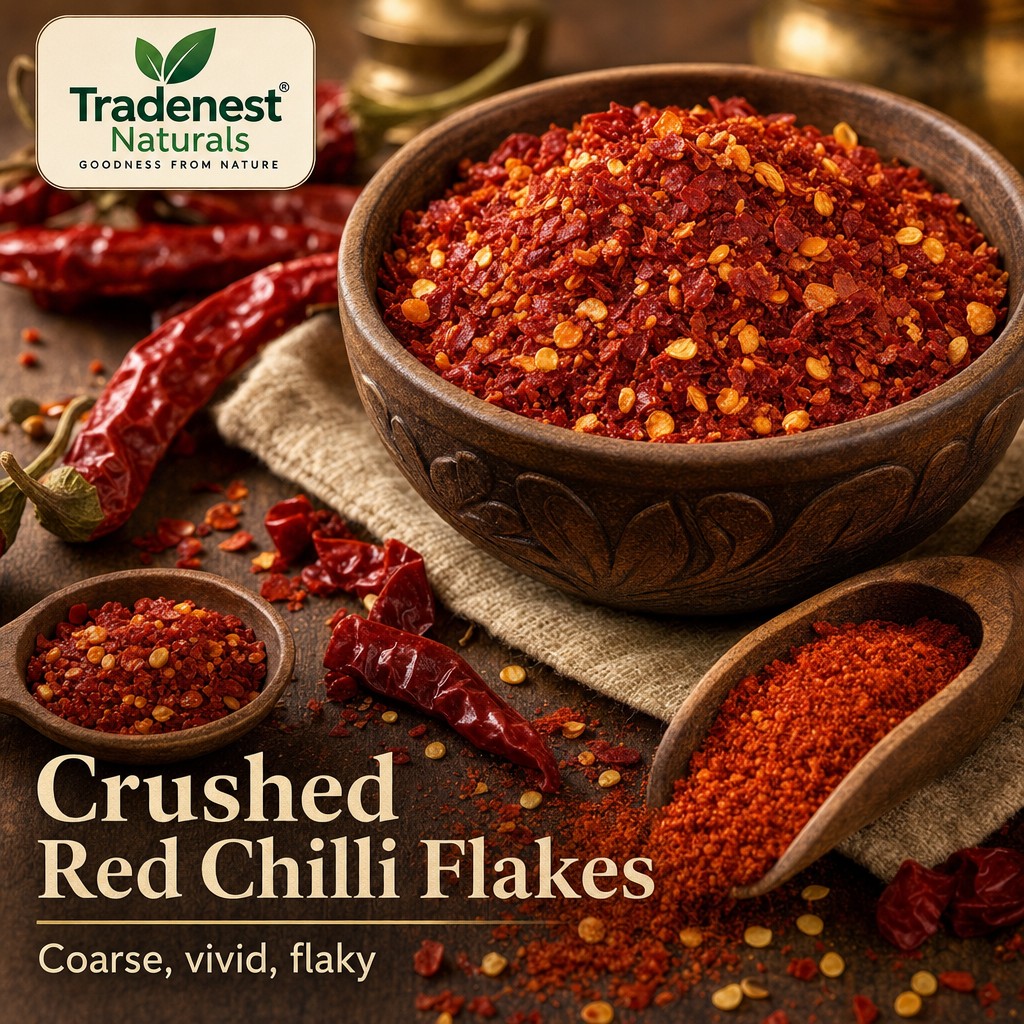 Tradenest®
Naturals
GOODNESS FROM NATURE
Crushed
Red Chilli Flakes
Coarse, vivid, flaky